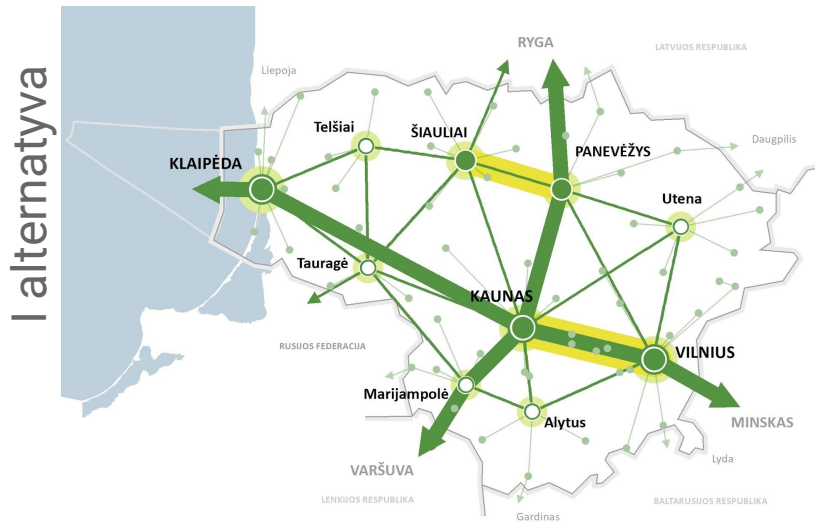 I alternatyva
RYGA
LATVIJOS RESPUBLIKA
Liepoja
Telšiai
ŠIAULIAI
Daugpilis
PANEVĖŽYS
KLAIPĖDA
Utena
Tauragė
KAUNAS
RUSIJOS FEDERACIJA
VILNIUS
Marijampolė
Alytus
MINSKAS
Lyda
VARŠUVA
LENKIJOS RESPUBLIKA
BALTARUSIJOS RESPUBLIKA
Gardinas